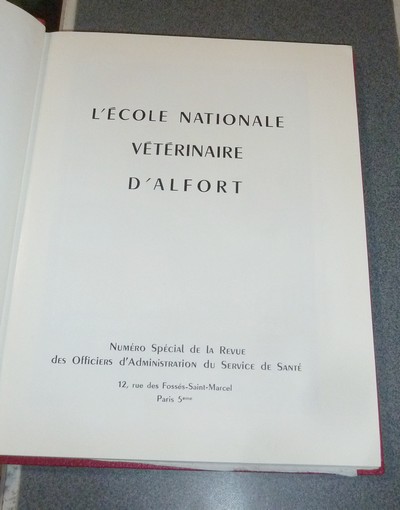 L'ÉCOLE NATIONALE
VÉTÉRINAIRE
D'ALFORT
NUMÉRO SPÉCIAL DE LA REVUE
DES OFFICIERS D'ADMINISTRATION DU SERVICE DE SANTÉ
12, rue des Fossés-Saint-Marcel
Paris 5ème